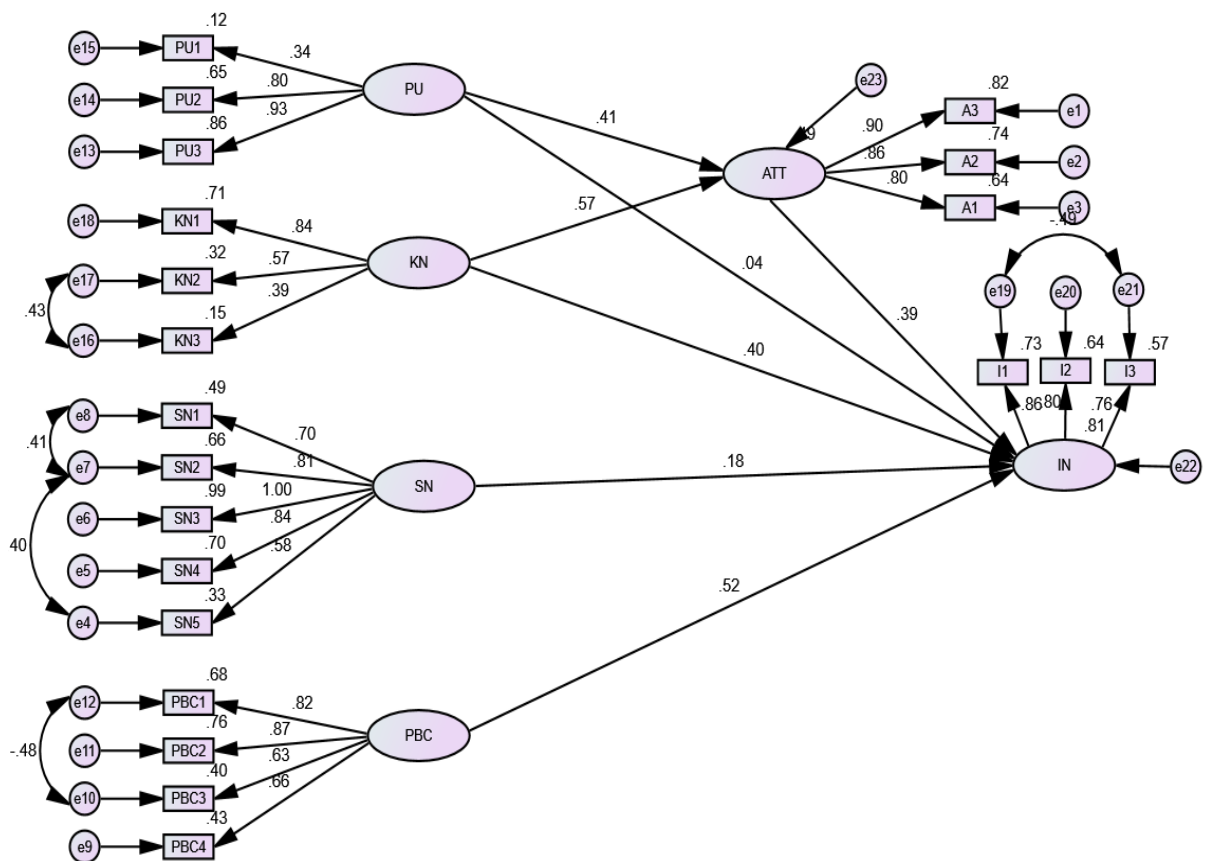 .12
e15 PU1 .34
.65
e14 PU2 .80
.93
.86
e13 PU3
PU
.41
.04
e23
ATT
.90
.82
A3 e1
.86
.74
A2 e2
.80
.64
A1 e3
.71
e18 KN1 .84
.32
e17 KN2 .57
.39
.43
.15
e16 KN3
KN
.57
.40
.39
-.49
e19 e20 e21
.73 .64 .57
I1 I2 I3
.86 .80 .76
.81
IN
e22
.49
e8 SN1 .70
.41
.66
e7 SN2 .81
.99
1.00
e6 SN3 .84
40
.70
e5 SN4 .58
.33
e4 SN5
SN
.18
.68
e12 PBC1 .82
.76
-.48
e11 PBC2 .87
.63
.40
e10 PBC3 .66
.43
e9 PBC4
PBC
.52